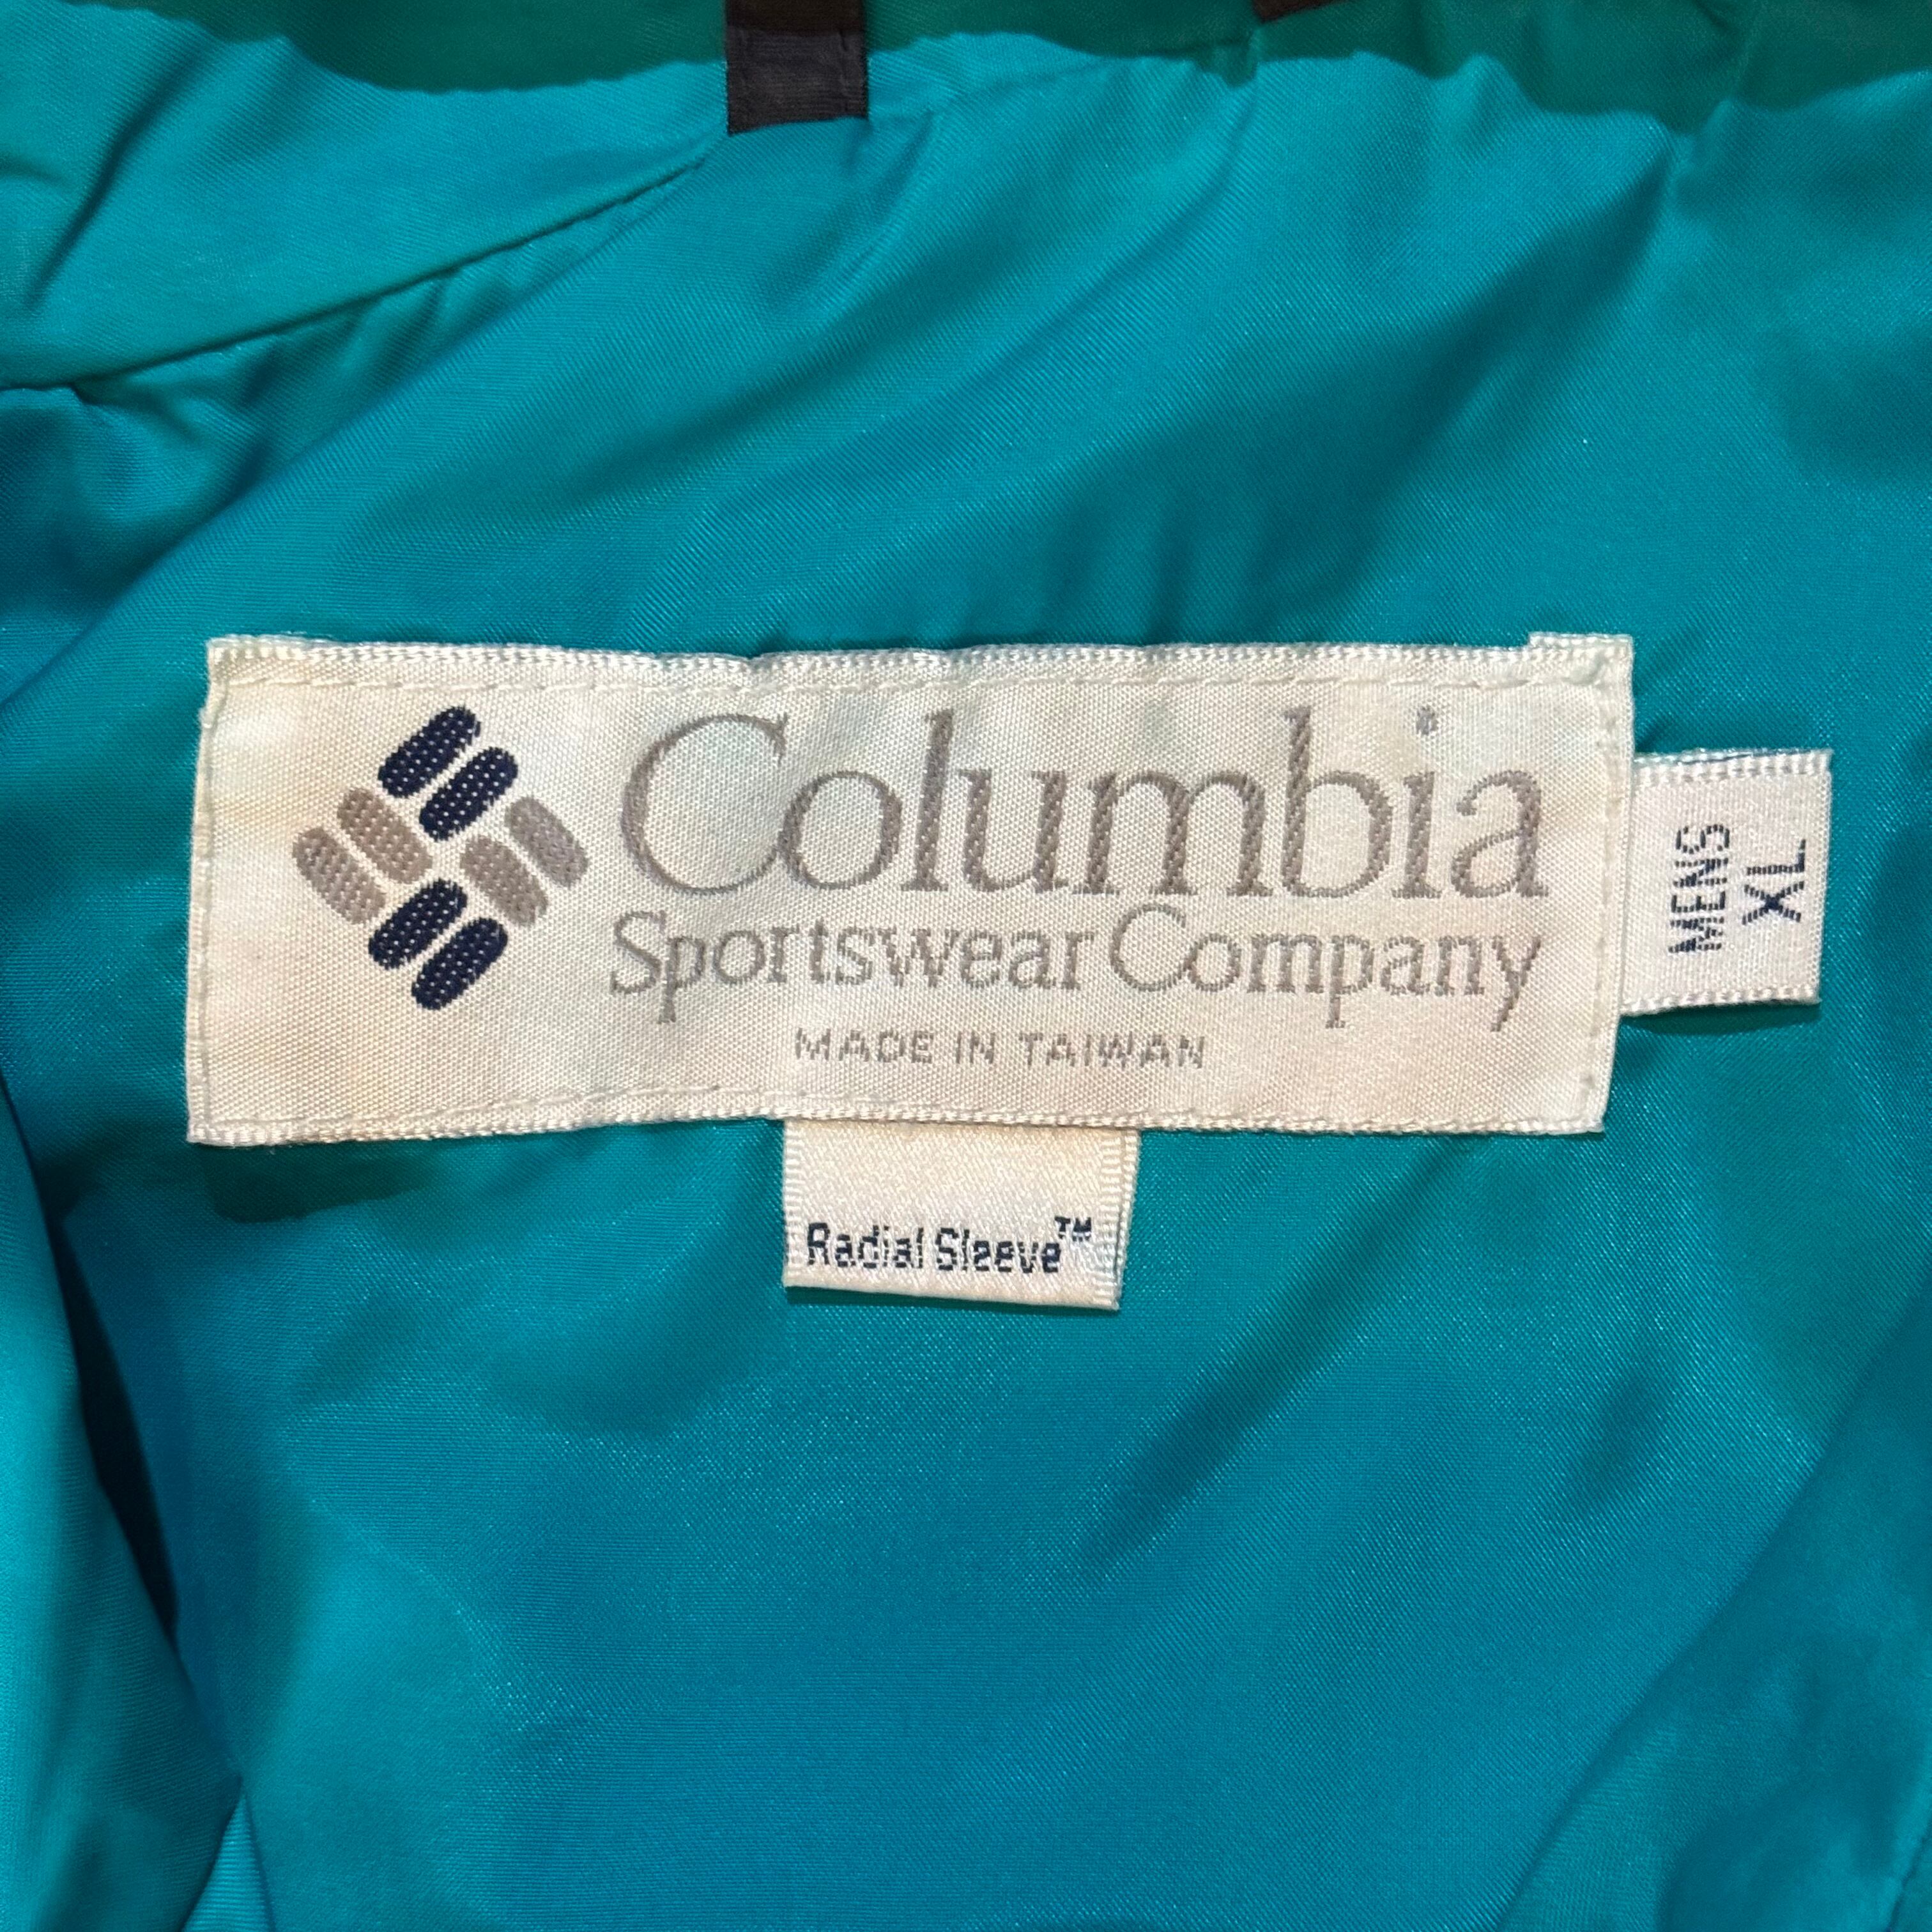 Columbia
Sportswear Company
MADE IN TAIWAN
MENS
XL
Radial Sleeve™